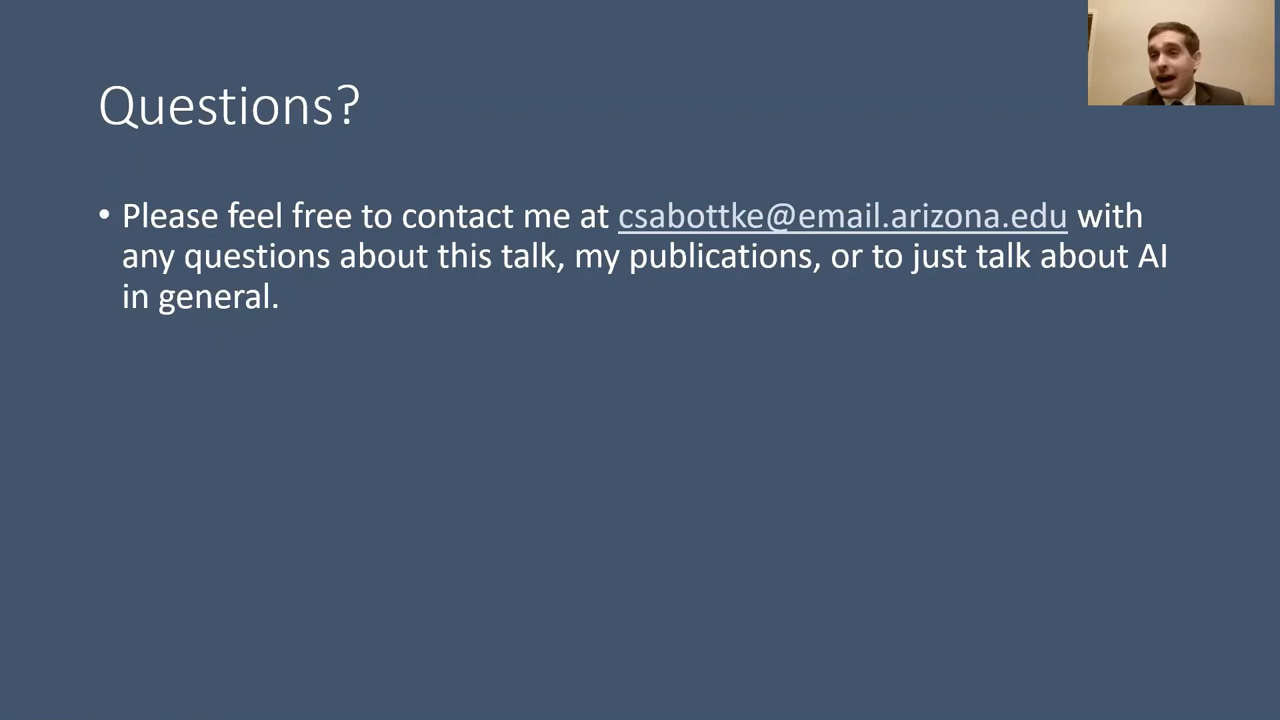 Questions?
• Please feel free to contact me at csabottke@email.arizona.edu with
any questions about this talk, my publications, or to just talk about AI
in general.